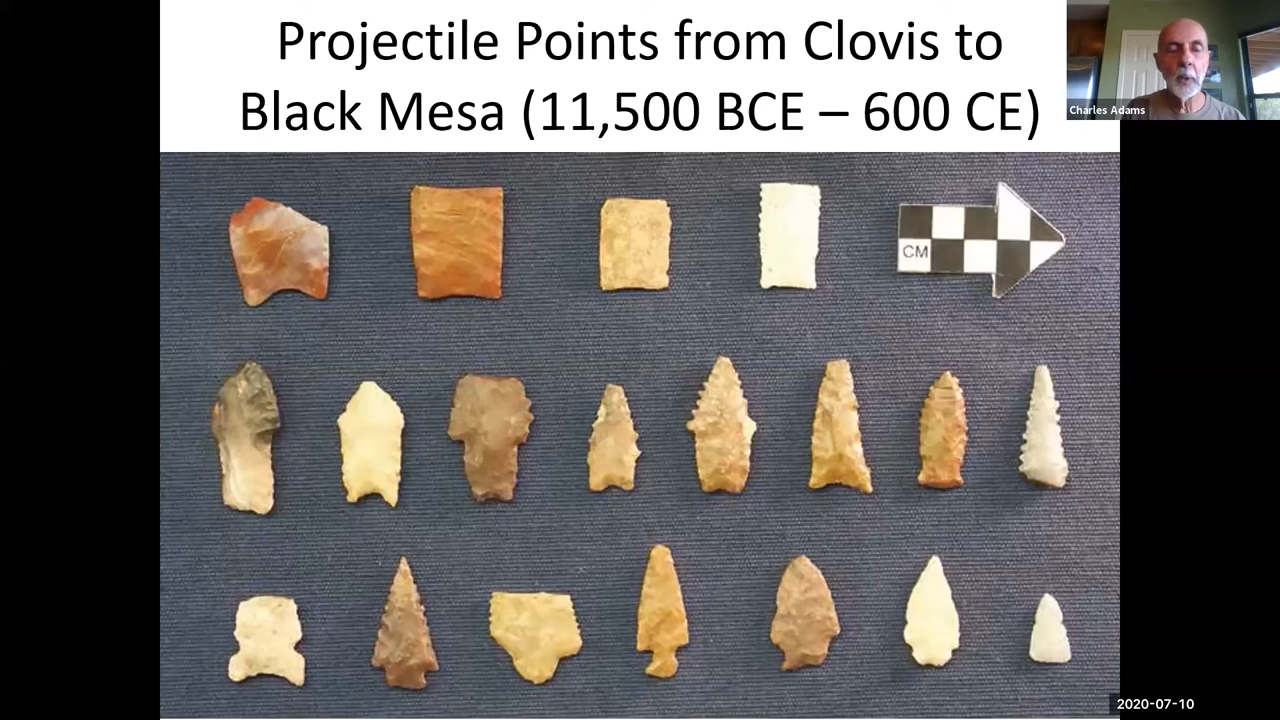 Projectile Points from Clovis to
Black Mesa (11,500 BCE – 600 CE)
Charles Adams
CM
2020-07-10